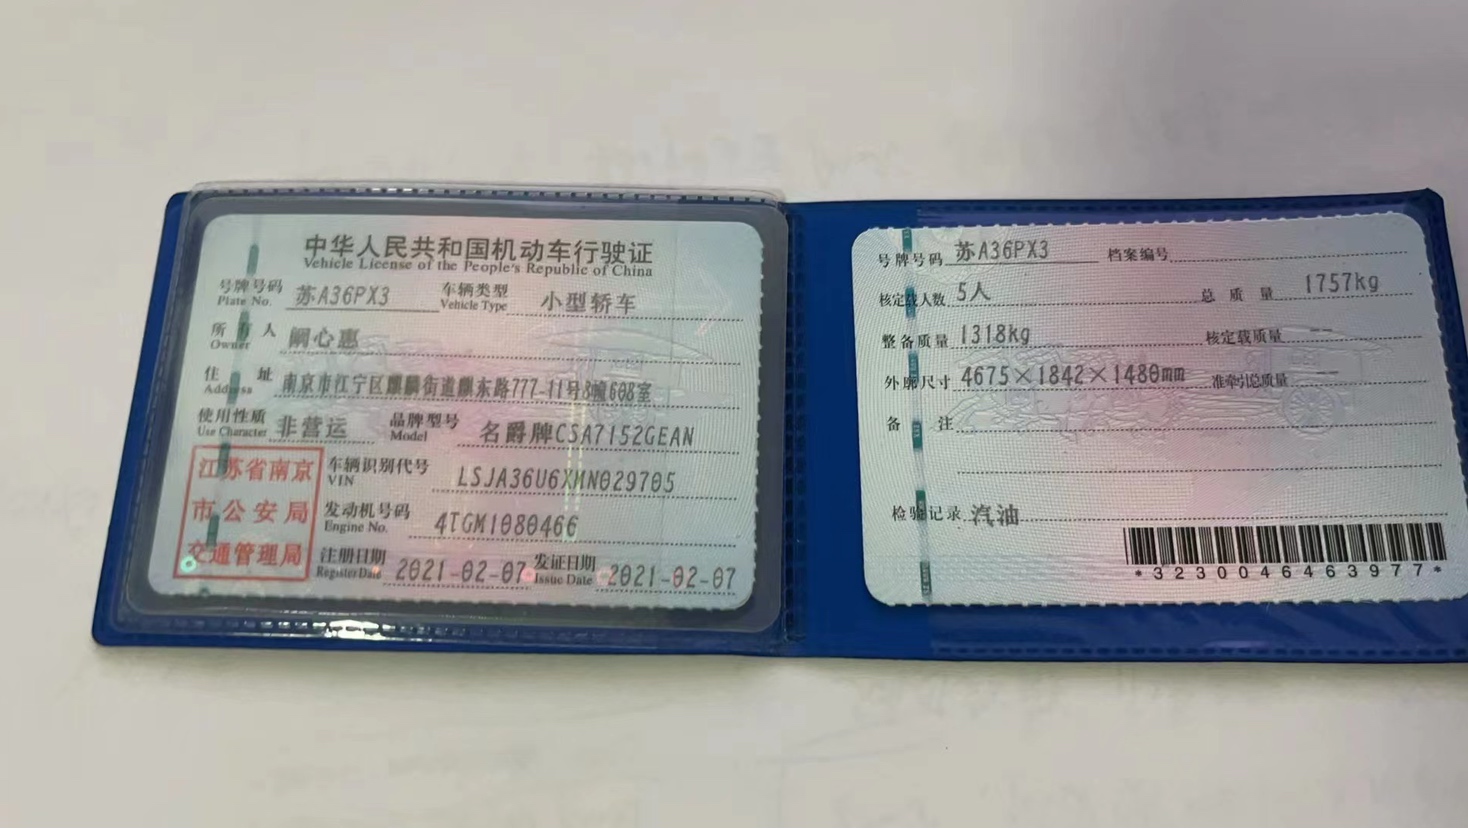 中华人民共和国机动车行驶证
Vehicle License of the People's Republic of China
号牌号码 苏A36PX3 车辆类型 小型轿车
Plate No. Vehicle Type
所有人 阚心惠
Owner
住址 南京市江宁区麒麟街道麒东路777-11号8幢608室
Address
使用性质 非营运 品牌型号 名爵牌CSA7152GEAN
Use Character Model
江苏省南京
市公安局
交通管理局
车辆识别代号 LSJA36U6XMN029705
VIN
发动机号码 4TGM1080466
Engine No.
注册日期 2021-02-07 发证日期 2021-02-07
Register Date Issue Date
号牌号码 苏A36PX3 档案编号
核定载人数 5人 总质量 1757kg
整备质量 1318kg 核定载质量 --
外廓尺寸 4675×1842×1480mm 准牵引总质量 --
备注
检验记录 汽油
*3230046463977*